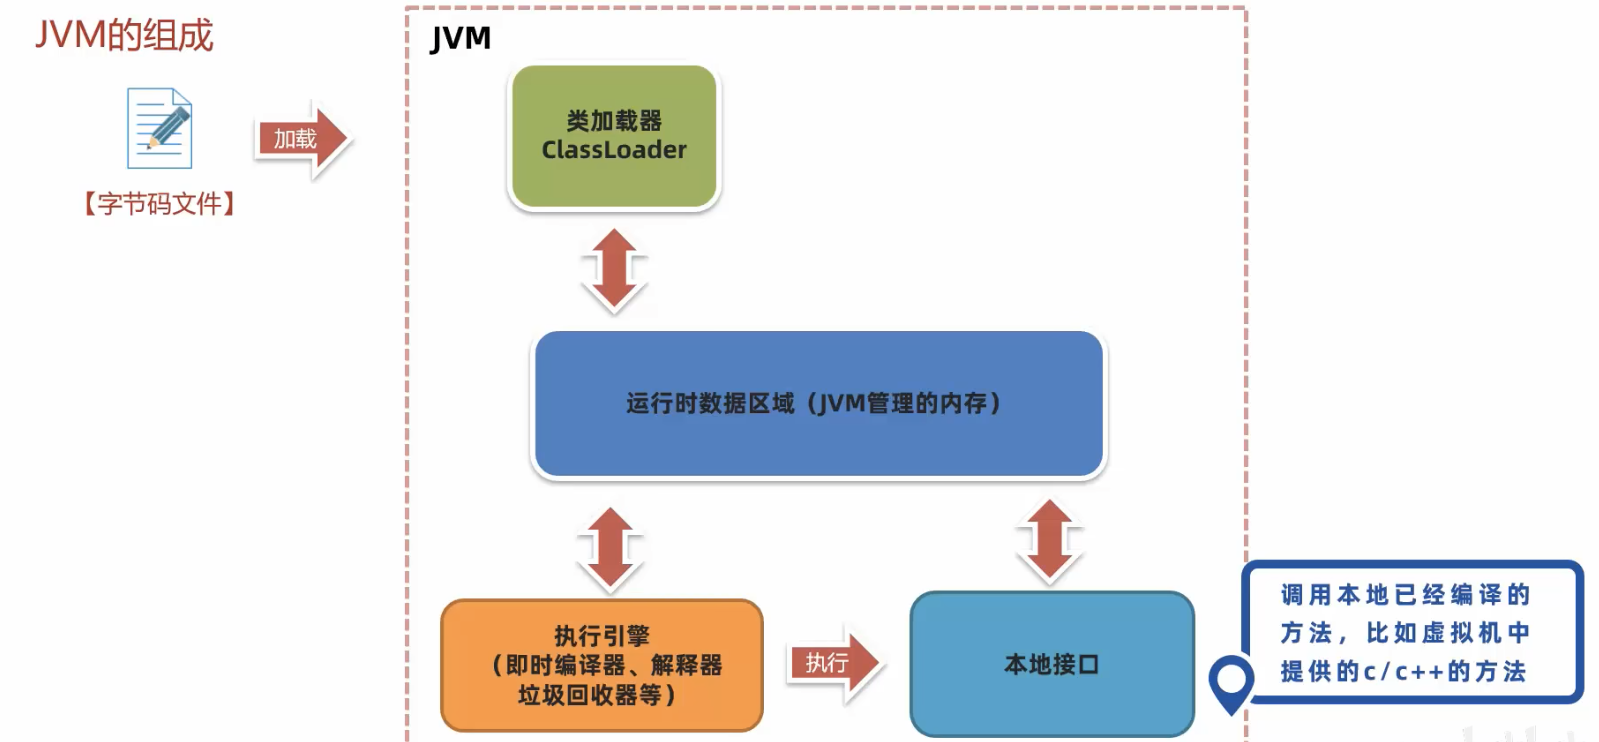 JVM的组成
JVM
类加载器
ClassLoader
加载
【字节码文件】
运行时数据区域（JVM管理的内存）
执行引擎
（即时编译器、解释器
垃圾回收器等）
执行
本地接口
调用本地已经编译的
方法，比如虚拟机中
提供的c/c++的方法